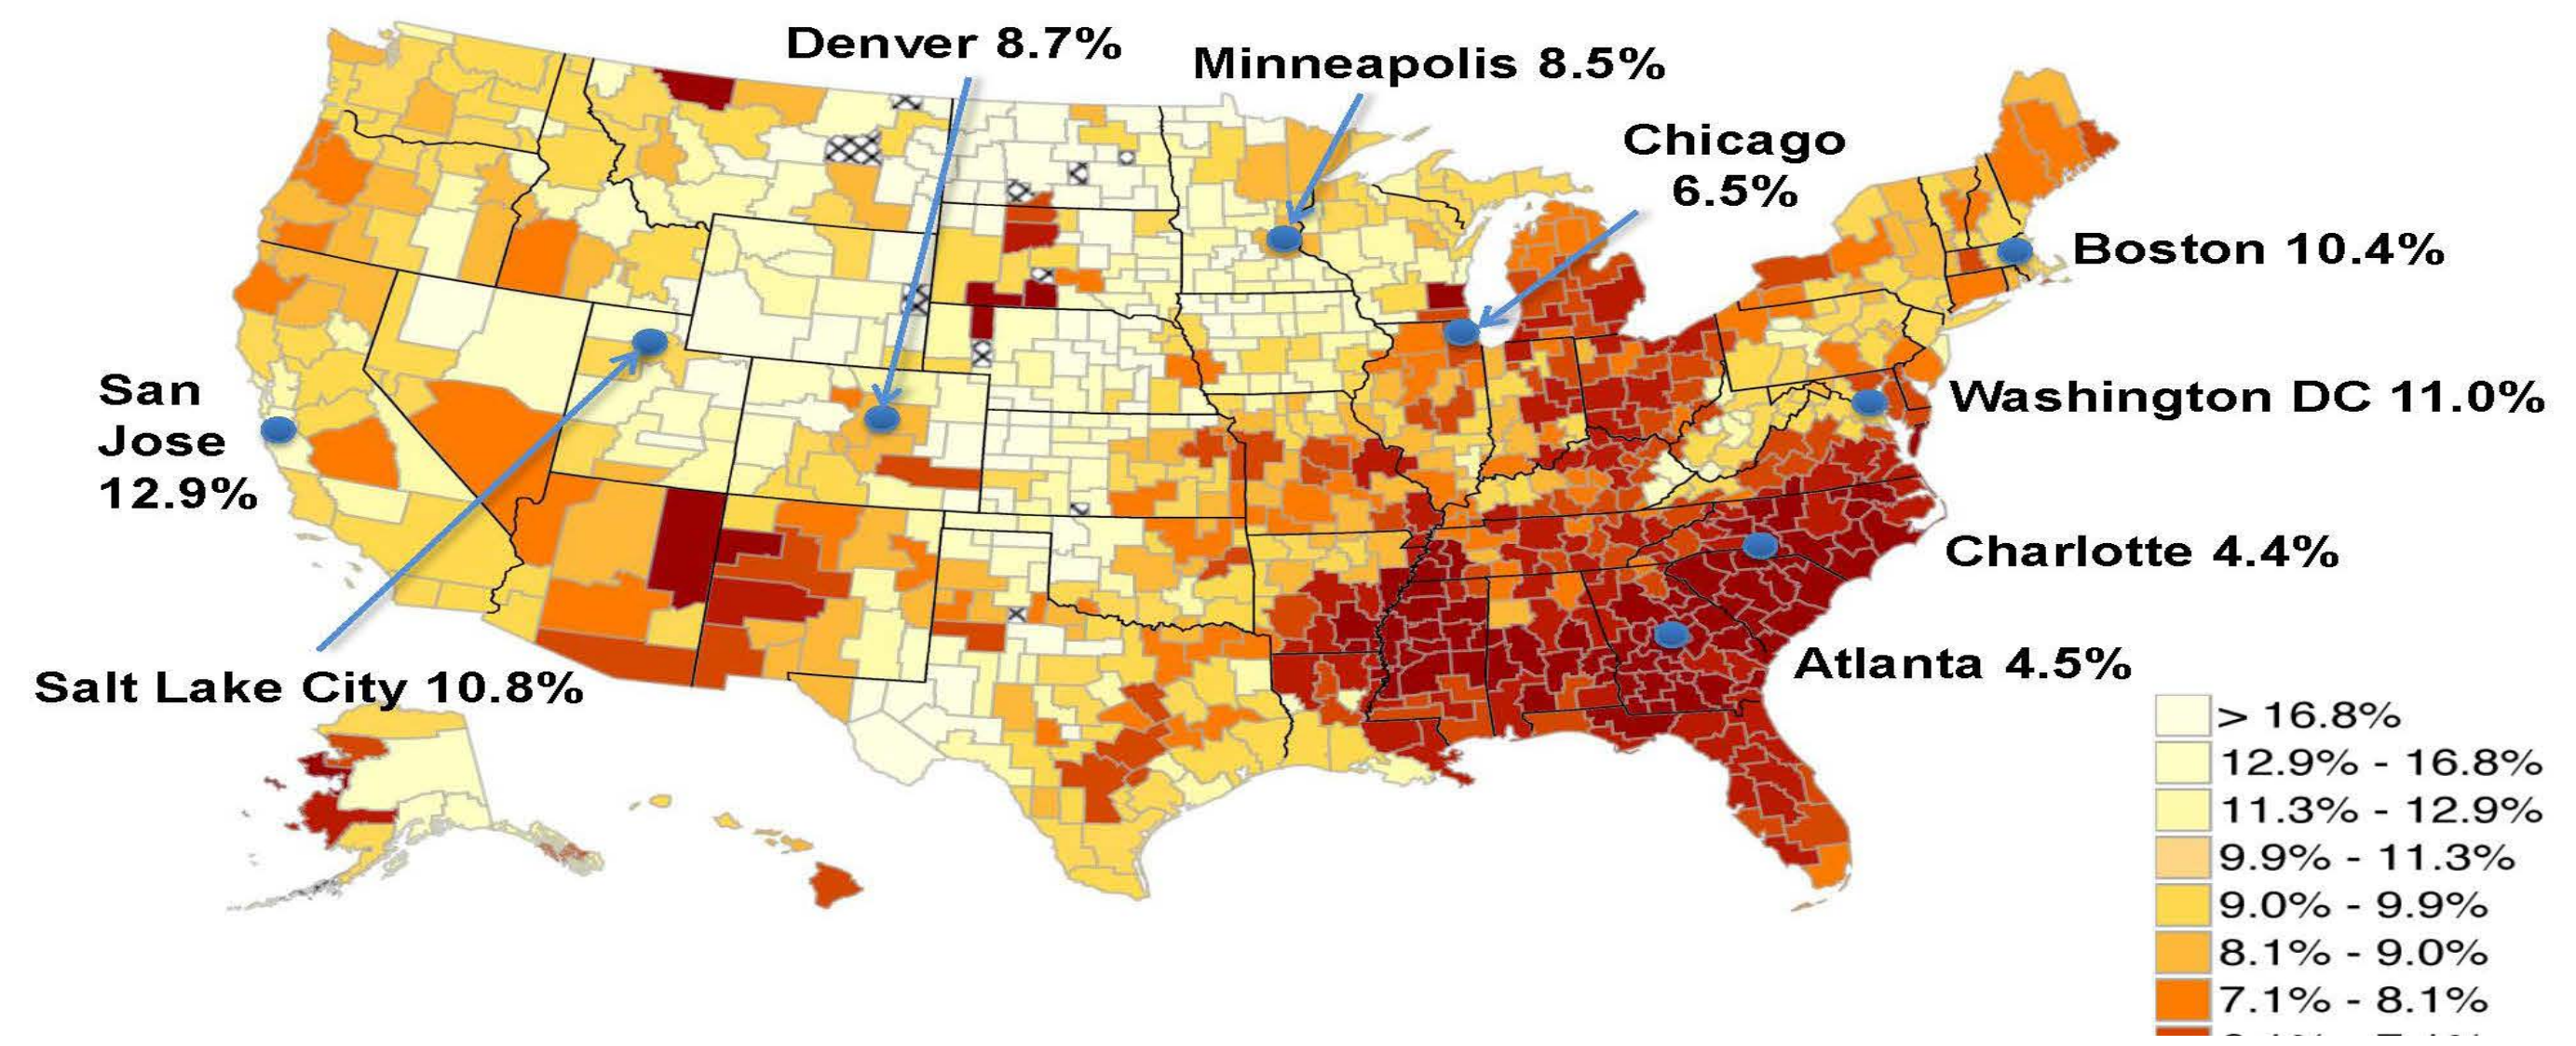 Denver 8.7%
Minneapolis 8.5%
Chicago
6.5%
Boston 10.4%
San
Jose
12.9%
Washington DC 11.0%
Charlotte 4.4%
Atlanta 4.5%
Salt Lake City 10.8%
> 16.8%
12.9% - 16.8%
11.3% - 12.9%
9.9% - 11.3%
9.0% - 9.9%
8.1% - 9.0%
7.1% - 8.1%